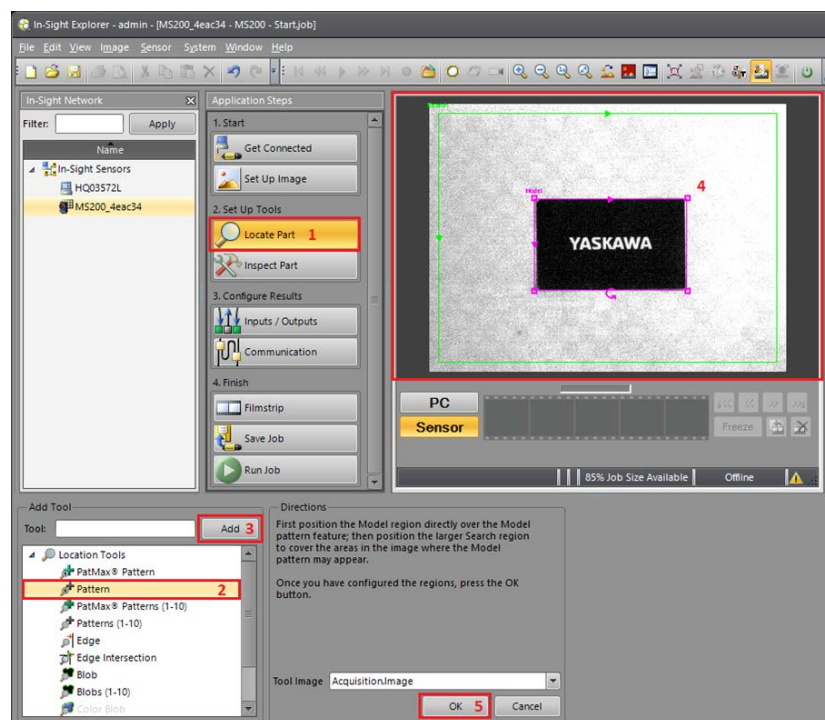 In-Sight Explorer - admin - [MS200_4eac34 - MS200 - Start.job]
File Edit View Image Sensor System Window Help
In-Sight Network
Filter: Apply
Name
In-Sight Sensors
HQ03572L
MS200_4eac34
Application Steps
1. Start
Get Connected
Set Up Image
2. Set Up Tools
Locate Part 1
Inspect Part
3. Configure Results
Inputs / Outputs
Communication
4. Finish
Filmstrip
Save Job
Run Job
4
Model
YASKAWA
PC
Sensor
Freeze
85% Job Size Available Offline
Add Tool
Tool: Add 3
Location Tools
PatMax® Pattern
Pattern 2
PatMax® Patterns (1-10)
Patterns (1-10)
Edge
Edge Intersection
Blob
Blobs (1-10)
Color Blob
Directions
First position the Model region directly over the Model
pattern feature; then position the larger Search region
to cover the areas in the image where the Model
pattern may appear.
Once you have configured the regions, press the OK
button.
Tool Image Acquisition.Image
OK 5 Cancel